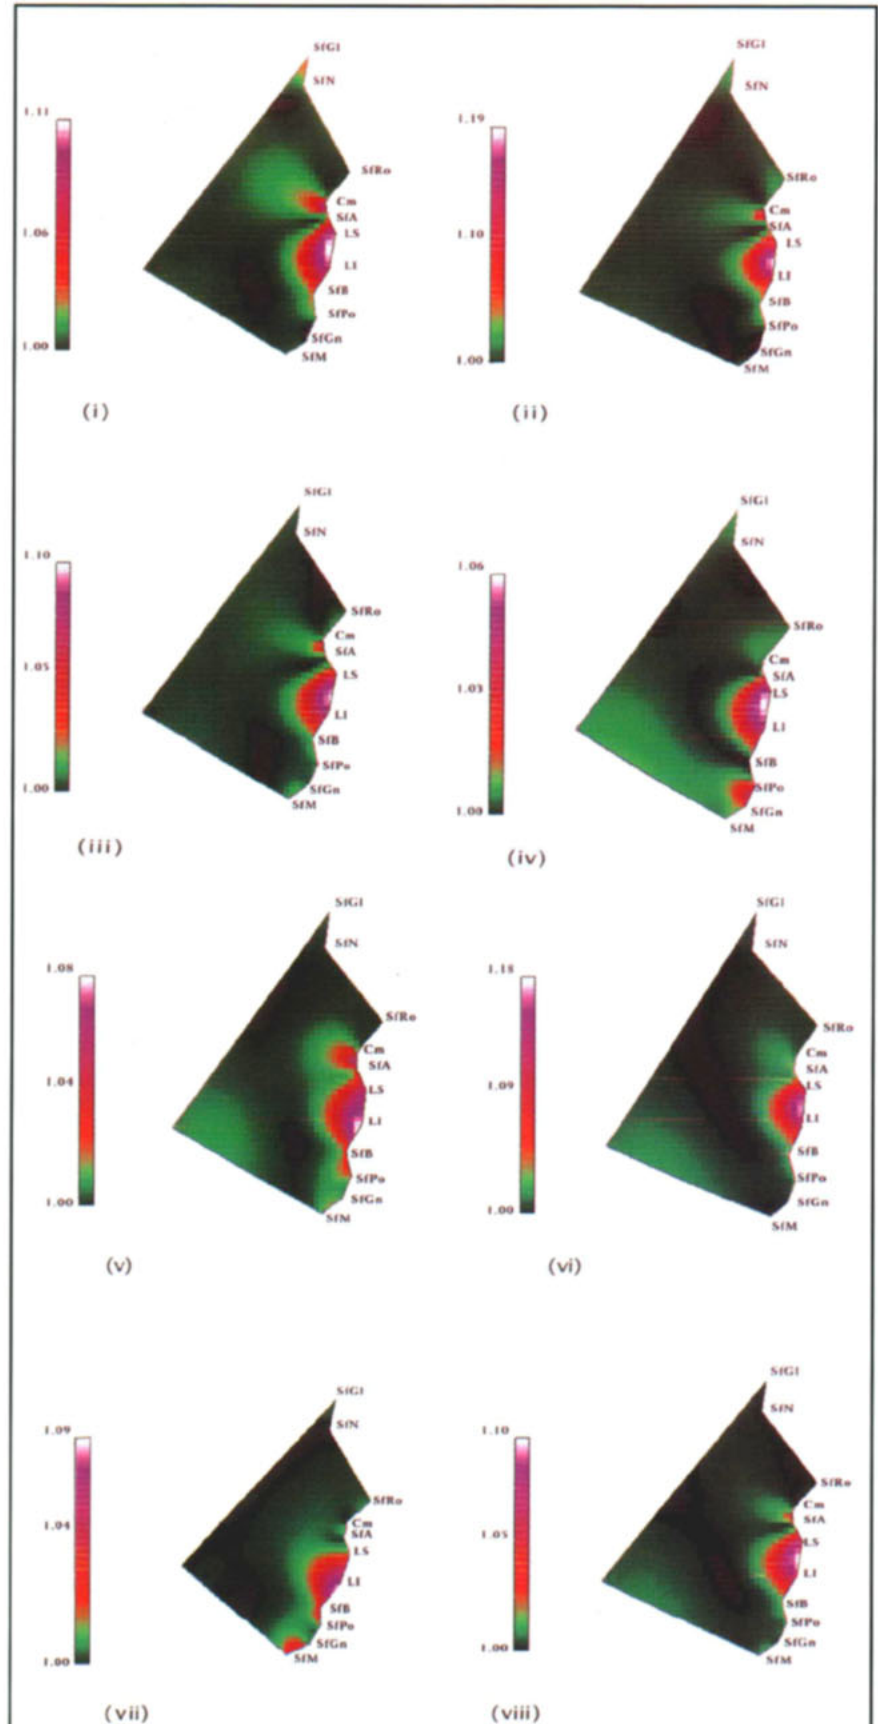 SfGl
SfN
1.11
SfRo
Cm
SfA
LS
1.06
LI
SfB
SfPo
SfGn
1.00
SfM
(i)
SfGl
SfN
1.19
SfRo
Cm
SfA
1.10
LS
LI
SfB
SfPo
SfGn
1.00
SfM
(ii)
SfGl
SfN
1.10
SfRo
Cm
SfA
1.05
LS
LI
SfB
SfPo
1.00
SfGn
SfM
(iii)
SfGl
SfN
1.06
SfRo
Cm
SfA
1.03
LS
LI
SfB
SfPo
1.00
SfGn
SfM
(iv)
SfGl
SfN
1.08
SfRo
Cm
SfA
1.04
LS
LI
SfB
SfPo
1.00
SfGn
SfM
(v)
SfGl
SfN
1.18
SfRo
Cm
SfA
1.09
LS
LI
SfB
SfPo
1.00
SfGn
SfM
(vi)
SfGl
SfN
1.09
SfRo
1.04
Cm
SfA
LS
LI
SfB
SfPo
SfGn
1.00
SfM
(vii)
SfGl
SfN
1.10
SfRo
Cm
SfA
1.05
LS
LI
SfB
SfPo
1.00
SfGn
SfM
(viii)